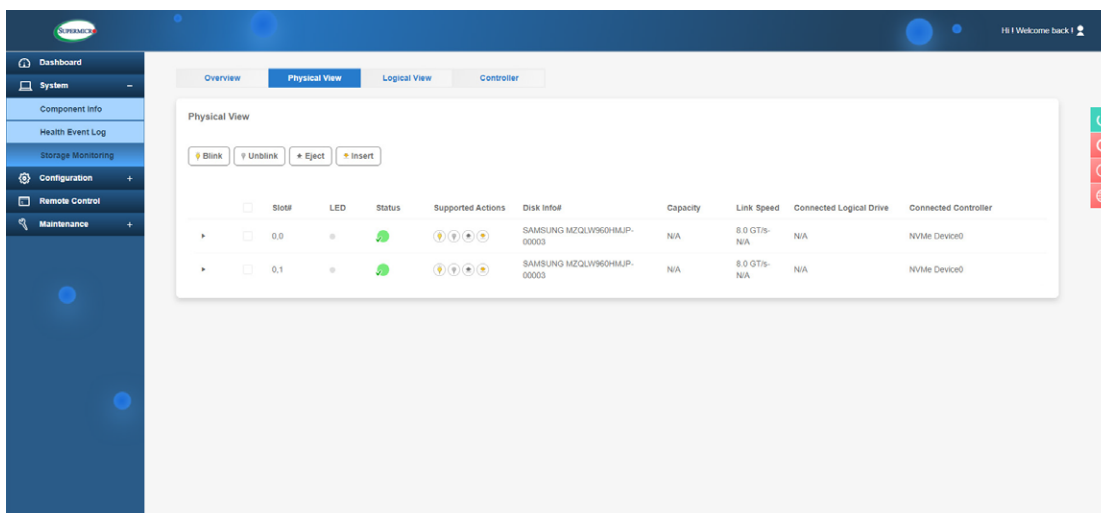 SUPERMICRO
Hi ! Welcome back !
Dashboard
System −
Component Info
Health Event Log
Storage Monitoring
Configuration +
Remote Control
Maintenance +
Overview Physical View Logical View Controller
Physical View
Blink Unblink Eject Insert
Slot# LED Status Supported Actions Disk Info# Capacity Link Speed Connected Logical Drive Connected Controller
0,0 SAMSUNG MZQLW960HMJP-00003 N/A 8.0 GT/s-N/A N/A NVMe Device0
0,1 SAMSUNG MZQLW960HMJP-00003 N/A 8.0 GT/s-N/A N/A NVMe Device0